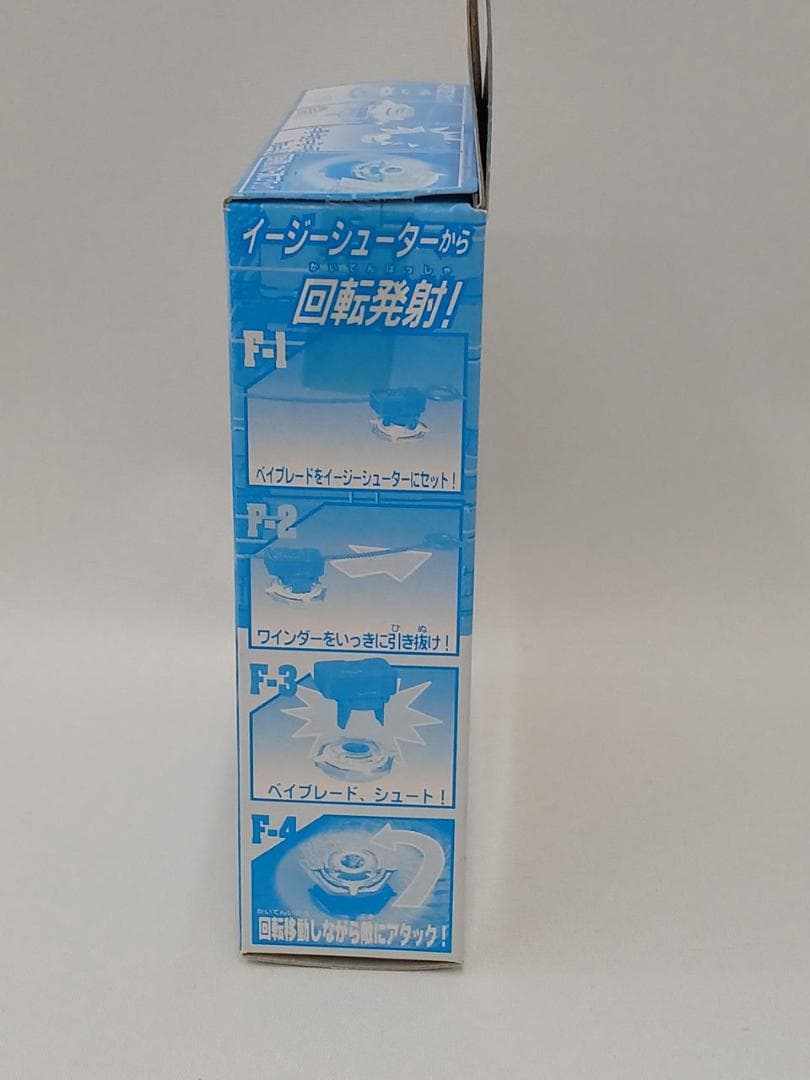 イージーシューターから
かいてんはっしゃ
回転発射!
F-1
ベイブレードをイージーシューターにセット!
F-2
ひ ぬ
ワインダーをいっきに引き抜け!
F-3
ベイブレード、シュート!
F-4
回転移動しながら敵にアタック!